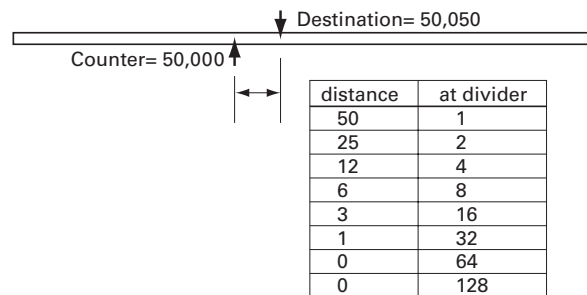 Destination= 50,050
Counter= 50,000
distance at divider
50 1
25 2
12 4
6 8
3 16
1 32
0 64
0 128